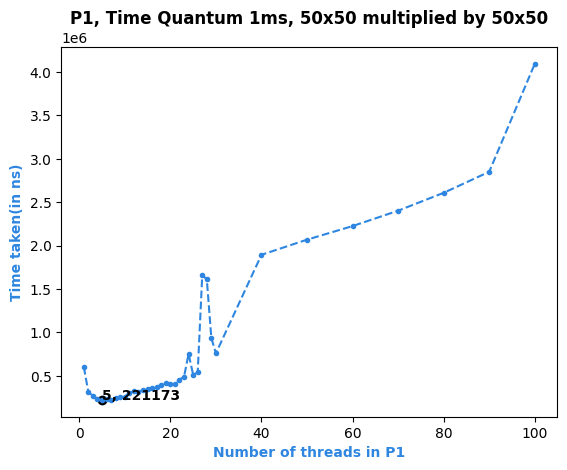 P1, Time Quantum 1ms, 50x50 multiplied by 50x50
1e6
4.0
3.5
3.0
2.5
2.0
1.5
1.0
0.5
Time taken(in ns)
5, 221173
0 20 40 60 80 100
Number of threads in P1